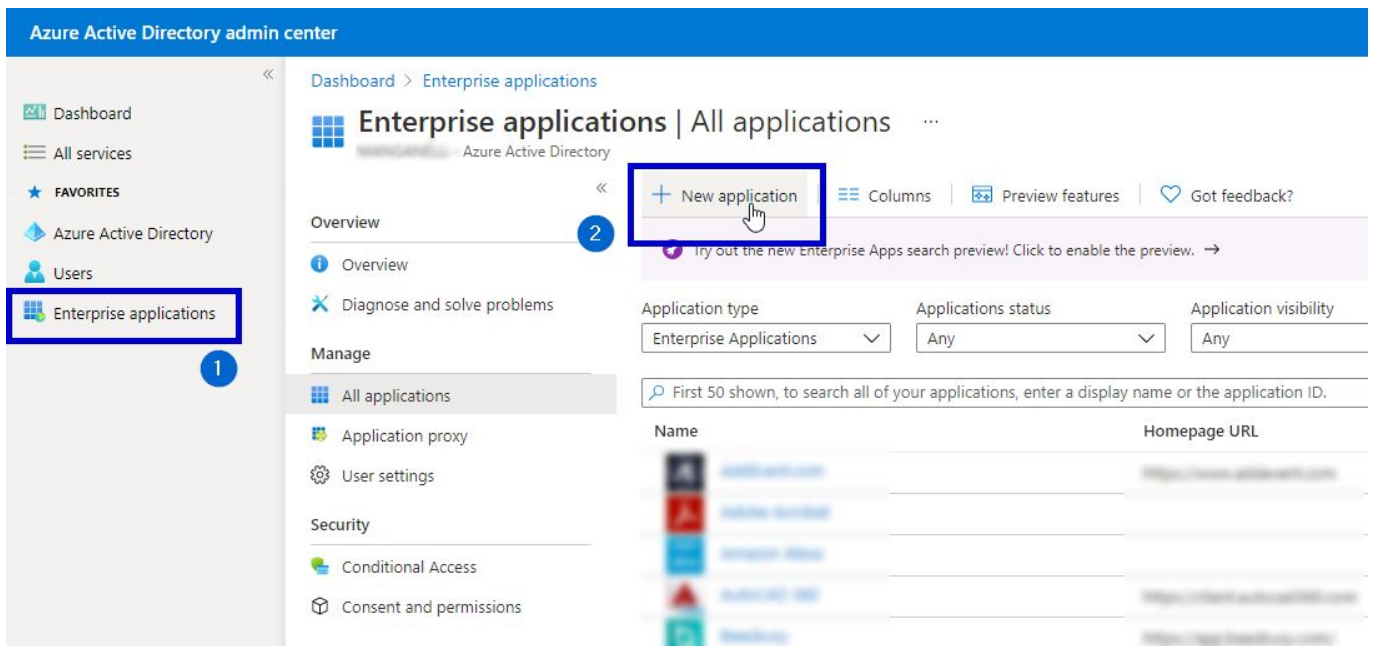 Azure Active Directory admin center
Dashboard
All services
FAVORITES
Azure Active Directory
Users
Enterprise applications
1
Dashboard > Enterprise applications
Enterprise applications | All applications ...
- Azure Active Directory
Overview
Overview
Diagnose and solve problems
Manage
All applications
Application proxy
User settings
Security
Conditional Access
Consent and permissions
2
New application
Columns
Preview features
Got feedback?
Try out the new Enterprise Apps search preview! Click to enable the preview. →
Application type
Enterprise Applications
Applications status
Any
Application visibility
Any
First 50 shown, to search all of your applications, enter a display name or the application ID.
Name
Homepage URL